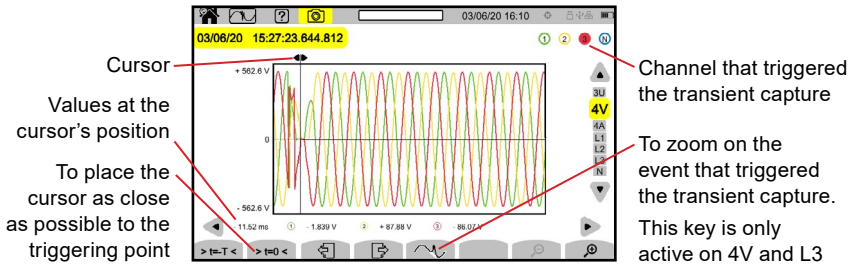 ?
03/06/20 16:10
03/06/20 15:27:23.644.812
1 2 3 N
Cursor
Values at the
cursor's position
To place the
cursor as close
as possible to the
triggering point
+ 562.6 V
0
- 562.6 V
3U
4V
4A
L1
L2
L3
N
11.52 ms 1 - 1.839 V 2 + 87.88 V 3 - 86.07 V
> t=-T < > t=0 <
Channel that triggered
the transient capture
To zoom on the
event that triggered
the transient capture.
This key is only
active on 4V and L3